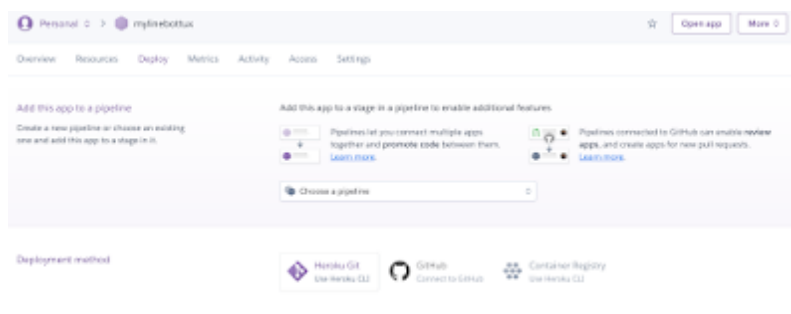 Personal > mylinebottux
Open app
More
Overview Resources Deploy Metrics Activity Access Settings
Add this app to a pipeline
Create a new pipeline or choose an existing
one and add this app to a stage in it.
Add this app to a stage in a pipeline to enable additional features
Pipelines let you connect multiple apps
together and promote code between them.
Learn more.
Pipelines connected to GitHub can enable review
apps, and create apps for new pull requests.
Learn more.
Choose a pipeline
Deployment method
Heroku Git
Use Heroku CLI
GitHub
Connect to GitHub
Container Registry
Use Heroku CLI